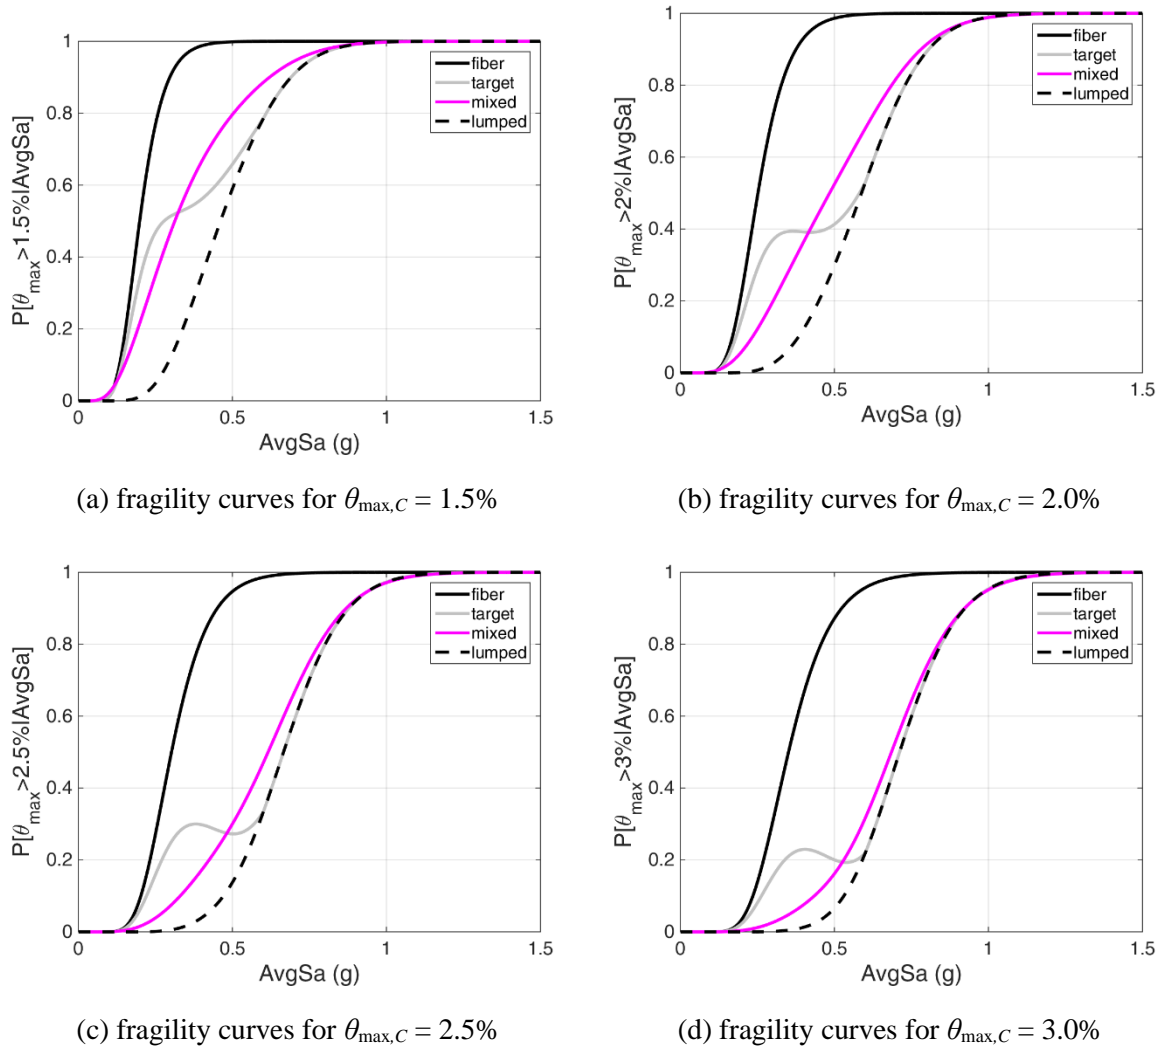 P[θmax>1.5%|AvgSa]
1
0.8
0.6
0.4
0.2
0
0
0.5
1
1.5
AvgSa (g)
fiber
target
mixed
lumped
(a) fragility curves for θmax,C = 1.5%
P[θmax>2%|AvgSa]
1
0.8
0.6
0.4
0.2
0
0
0.5
1
1.5
AvgSa (g)
fiber
target
mixed
lumped
(b) fragility curves for θmax,C = 2.0%
P[θmax>2.5%|AvgSa]
1
0.8
0.6
0.4
0.2
0
0
0.5
1
1.5
AvgSa (g)
fiber
target
mixed
lumped
(c) fragility curves for θmax,C = 2.5%
P[θmax>3%|AvgSa]
1
0.8
0.6
0.4
0.2
0
0
0.5
1
1.5
AvgSa (g)
fiber
target
mixed
lumped
(d) fragility curves for θmax,C = 3.0%